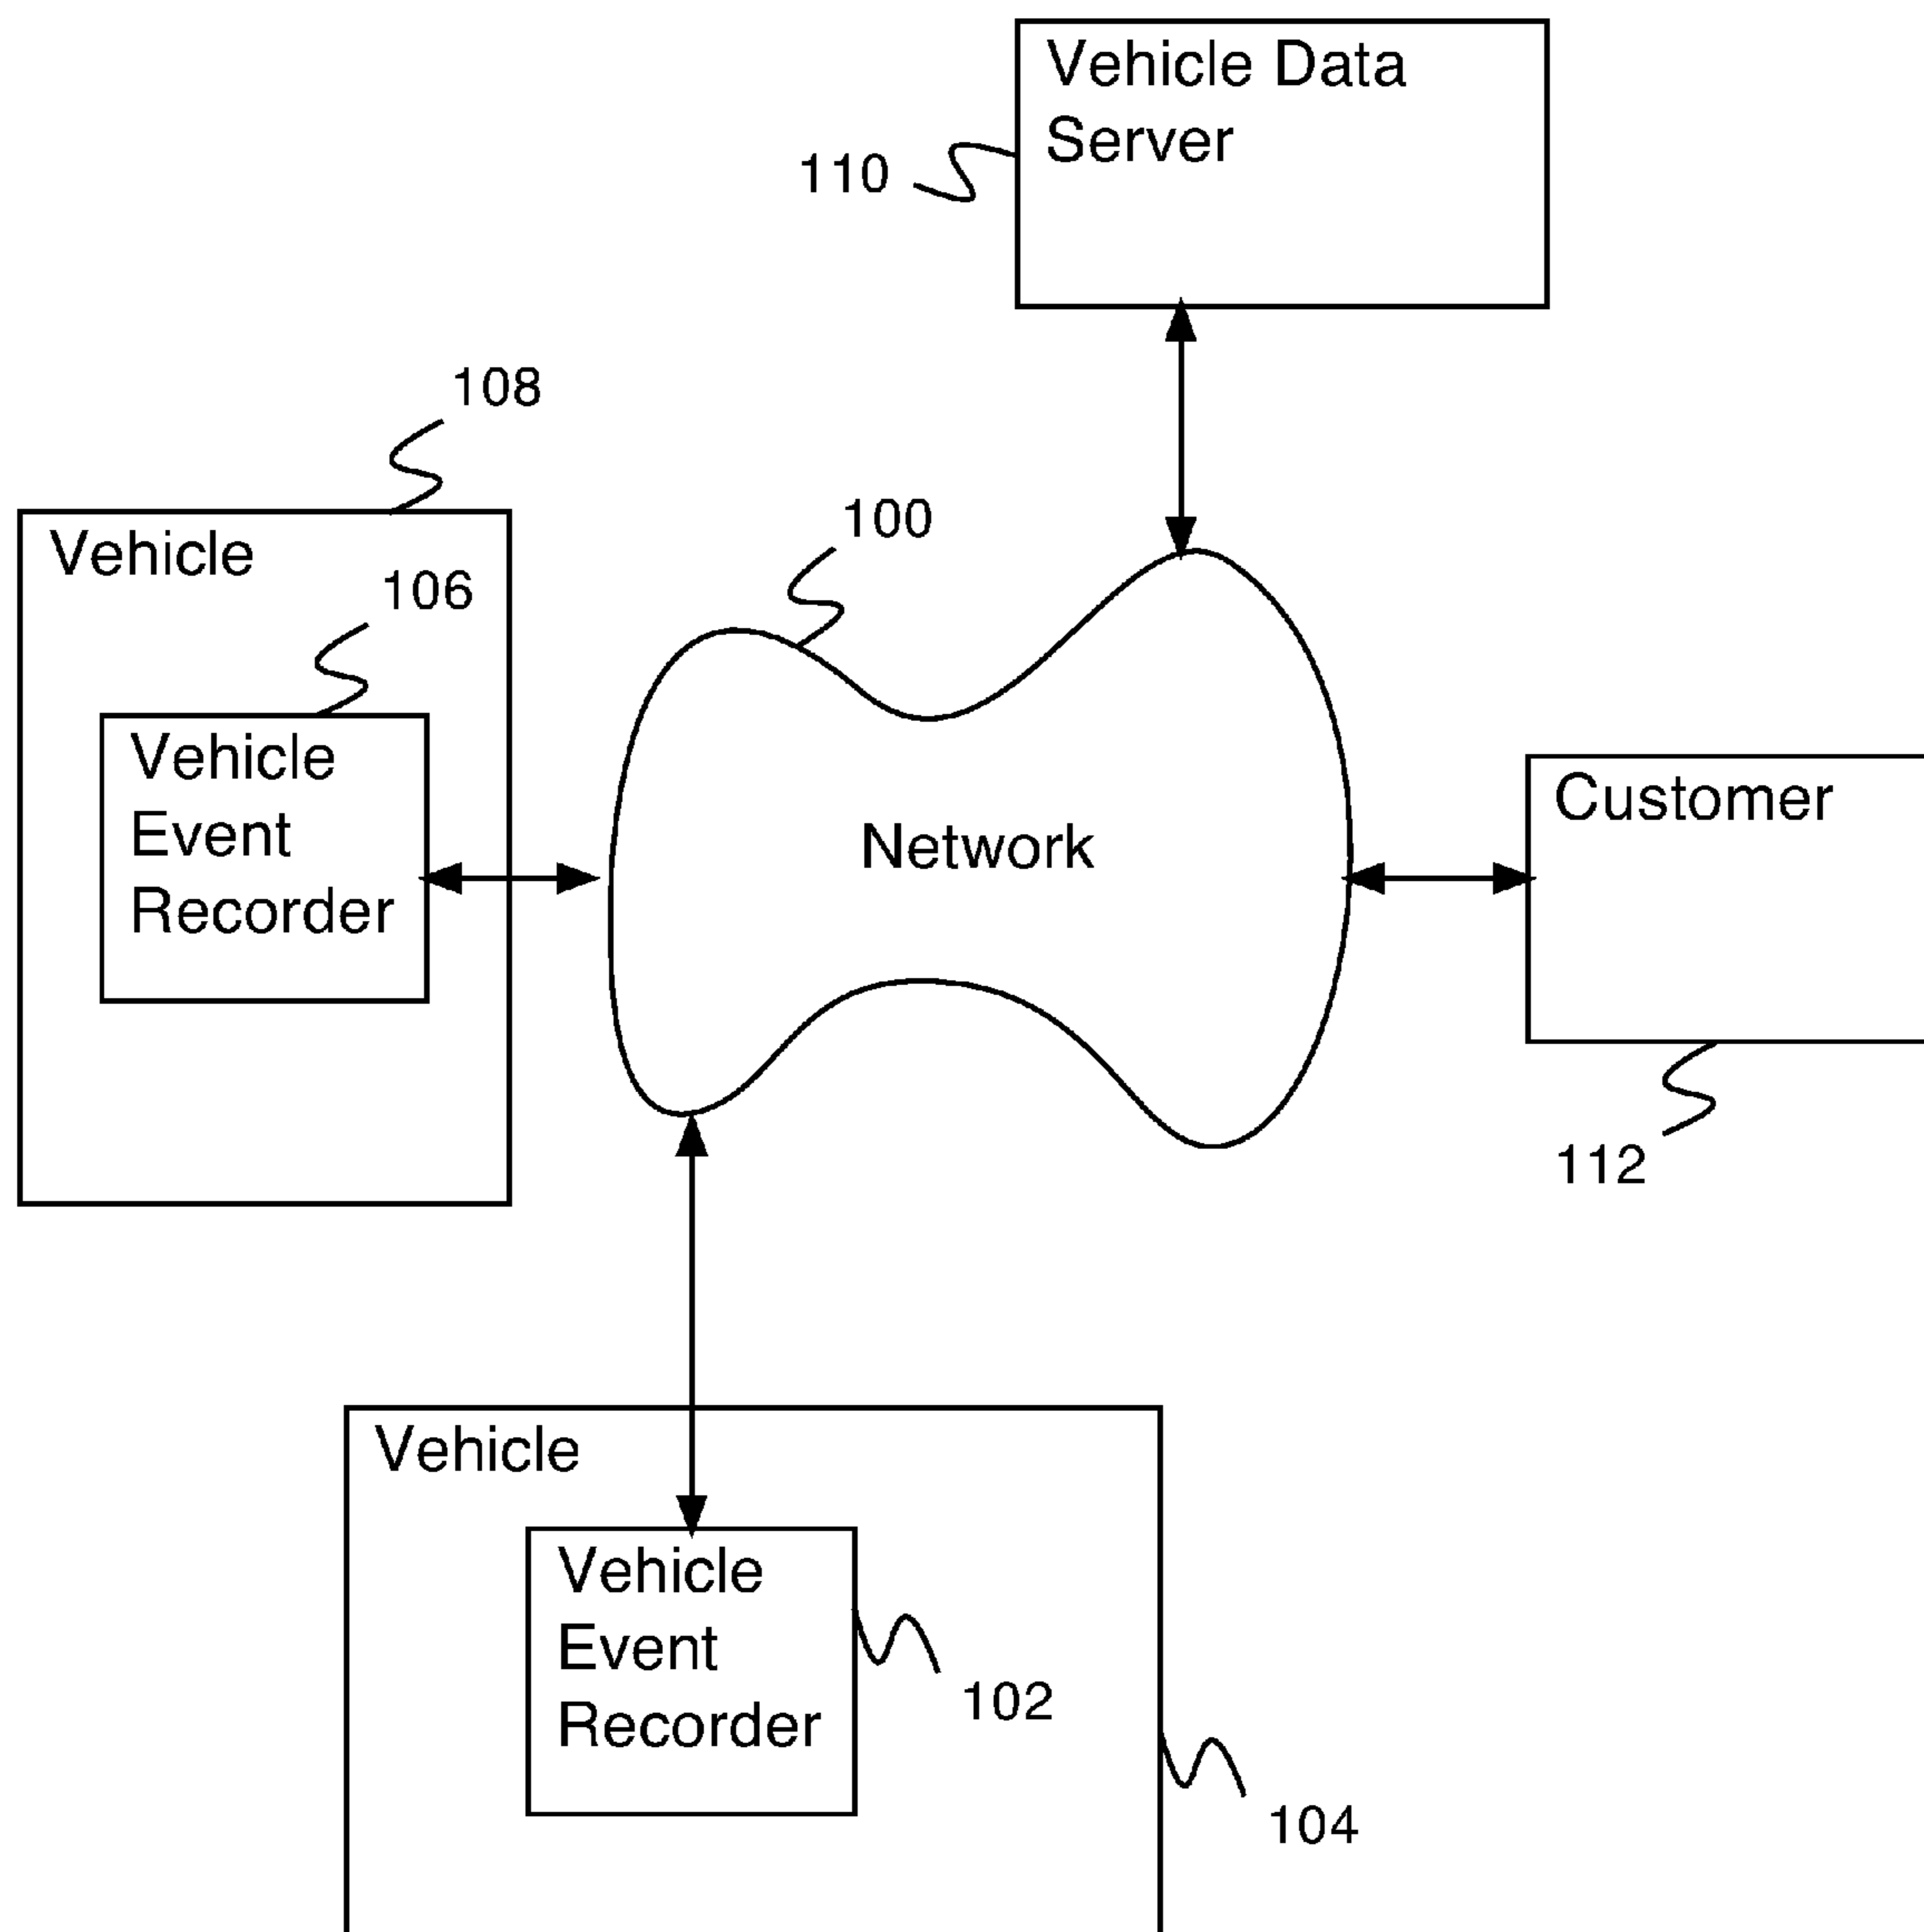 Vehicle Data
Server
110
108
Vehicle
106
Vehicle
Event
Recorder
100
Network
Customer
112
Vehicle
Vehicle
Event
Recorder
102
104